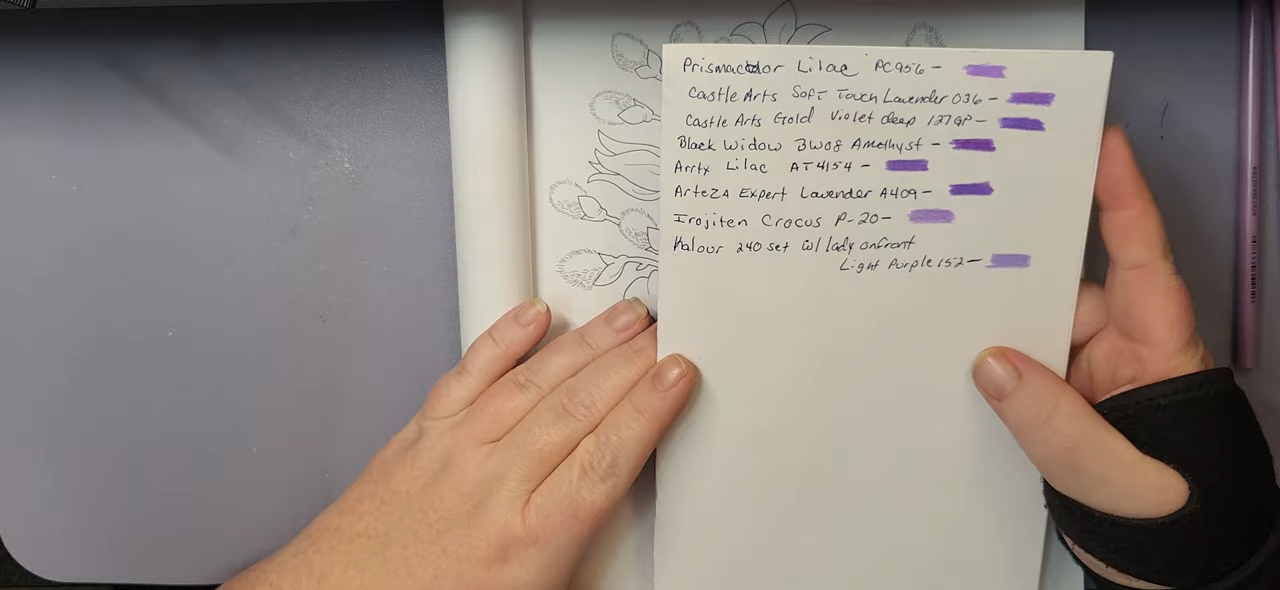 Prismacolor Lilac PC956 -
Castle Arts Soft Touch Lavender 036 -
Castle Arts Gold Violet deep 127GP -
Black Widow BW08 Amethyst -
Arrtx Lilac AT4154 -
ArteZA Expert Lavender A409 -
Irojiten Crocus P-20 -
Kalour 240 set w/ lady on front
Light Purple 152 -